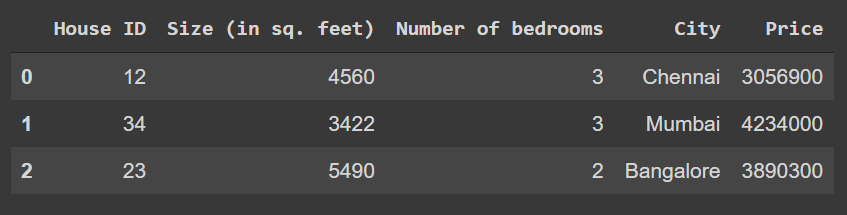 House ID Size (in sq. feet) Number of bedrooms City Price
0 12 4560 3 Chennai 3056900
1 34 3422 3 Mumbai 4234000
2 23 5490 2 Bangalore 3890300